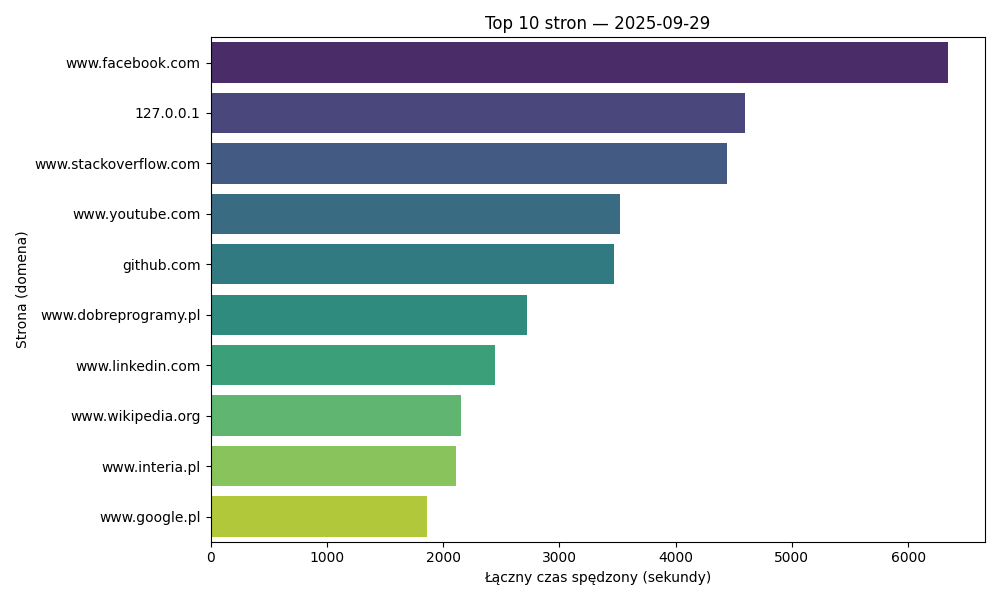 Top 10 stron — 2025-09-29
Strona (domena)
www.facebook.com
127.0.0.1
www.stackoverflow.com
www.youtube.com
github.com
www.dobreprogramy.pl
www.linkedin.com
www.wikipedia.org
www.interia.pl
www.google.pl
0 1000 2000 3000 4000 5000 6000
Łączny czas spędzony (sekundy)